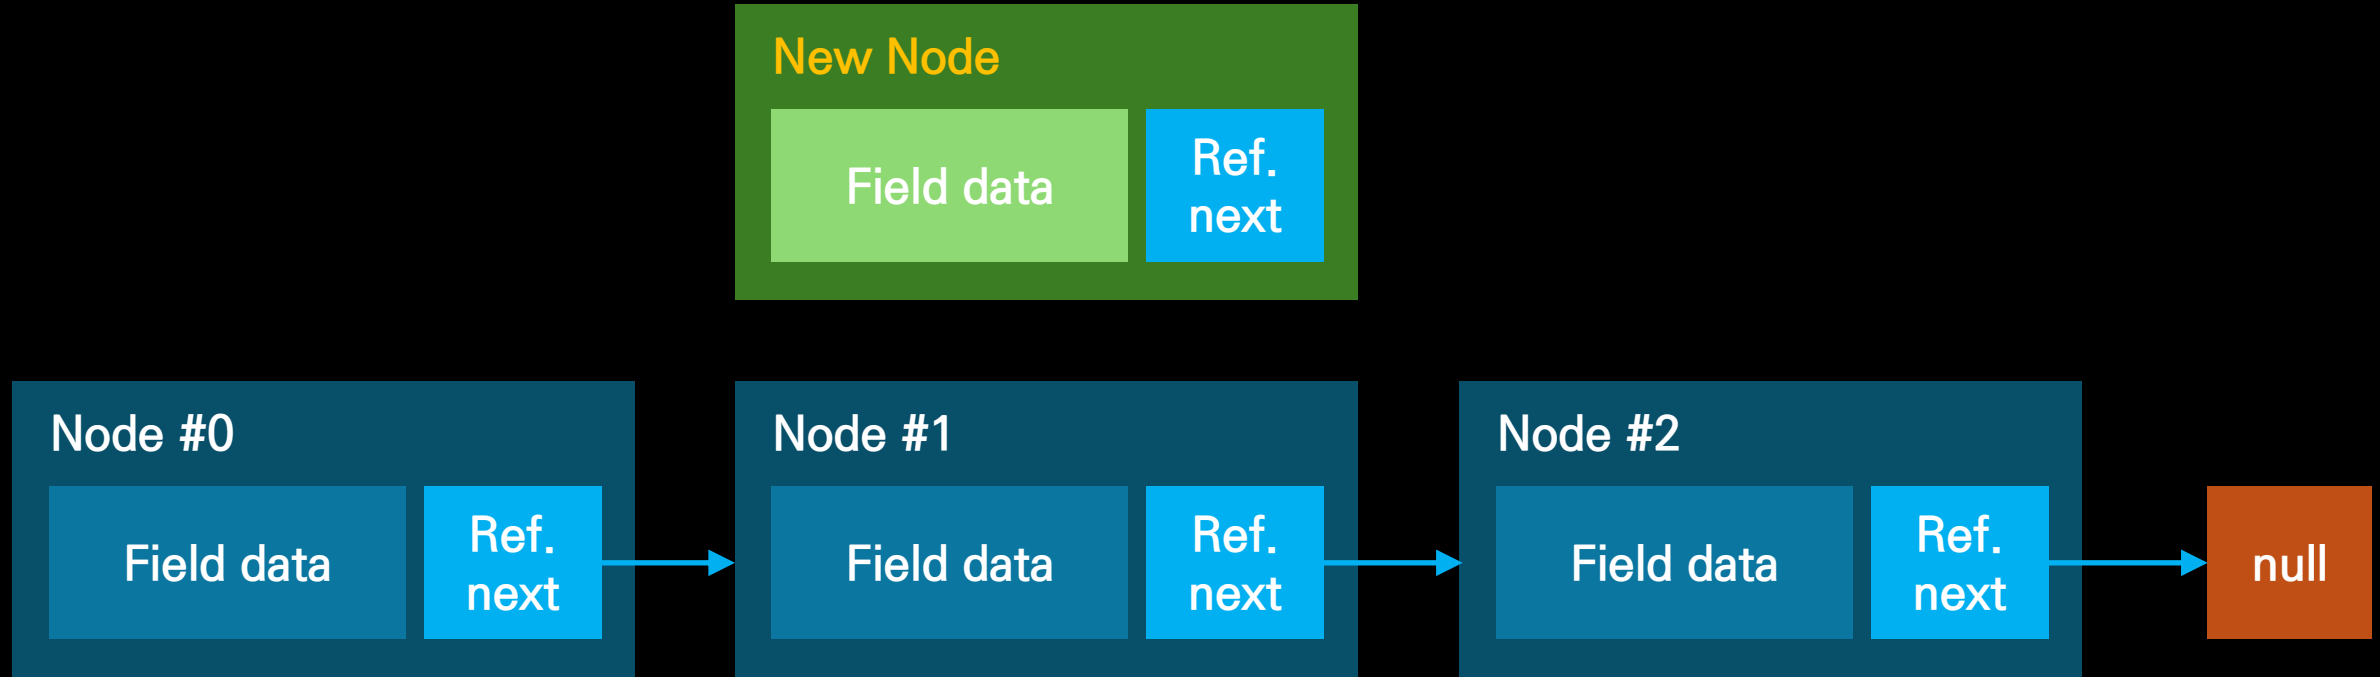 New Node
Field data
Ref.
next
Node #0
Field data
Ref.
next
Node #1
Field data
Ref.
next
Node #2
Field data
Ref.
next
null